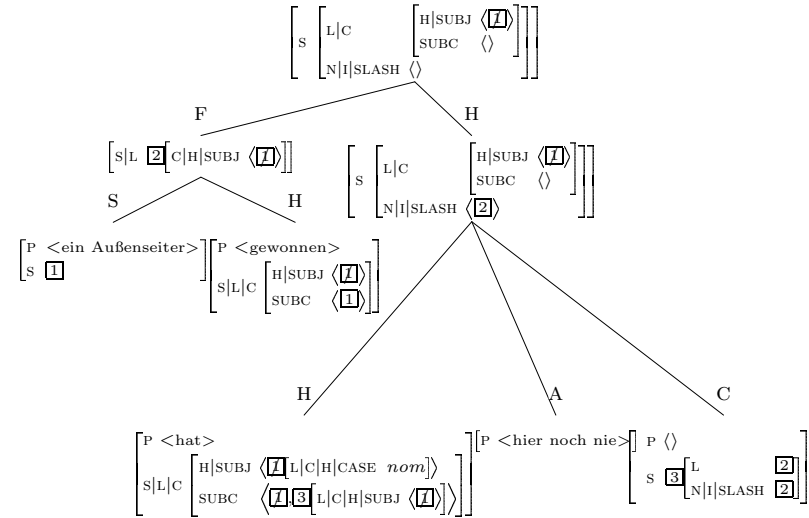 H|SUBJ ⟨1̸⟩
S L|C
SUBC ⟨⟩
N|I|SLASH ⟨⟩
F H
S|L 2 C|H|SUBJ ⟨1̸⟩
H|SUBJ ⟨1̸⟩
S L|C
SUBC ⟨⟩
N|I|SLASH ⟨2⟩
S H
P <ein Außenseiter>
S 1
P <gewonnen>
H|SUBJ ⟨1̸⟩
S|L|C
SUBC ⟨1⟩
H A C
P <hat>
H|SUBJ ⟨1̸[L|C|H|CASE nom]⟩
S|L|C
SUBC ⟨1̸,3[L|C|H|SUBJ ⟨1̸⟩]⟩
P <hier noch nie>
P ⟨⟩
L 2
S 3
N|I|SLASH 2